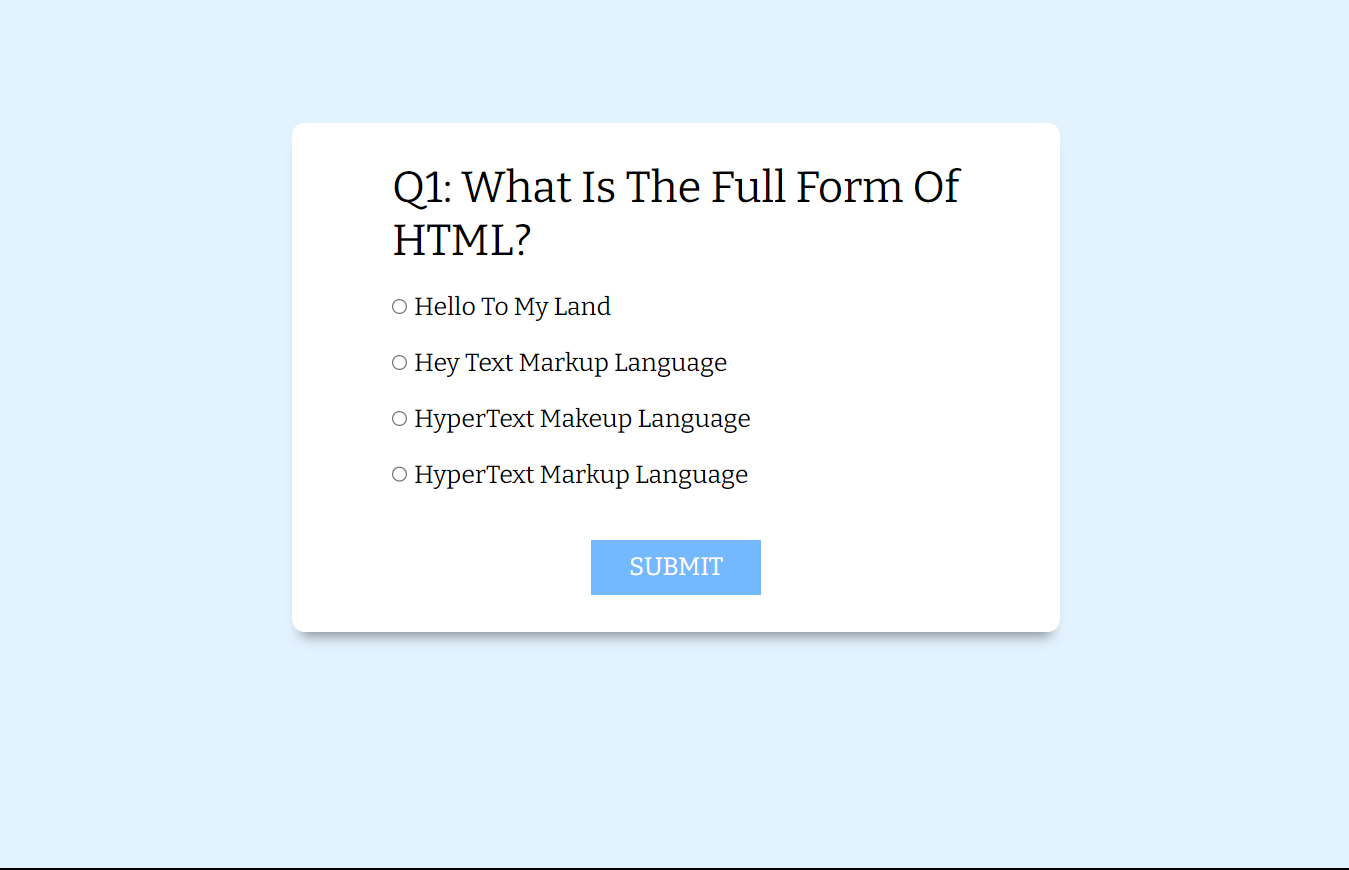 Q1: What Is The Full Form Of
HTML?
Hello To My Land
Hey Text Markup Language
HyperText Makeup Language
HyperText Markup Language
SUBMIT